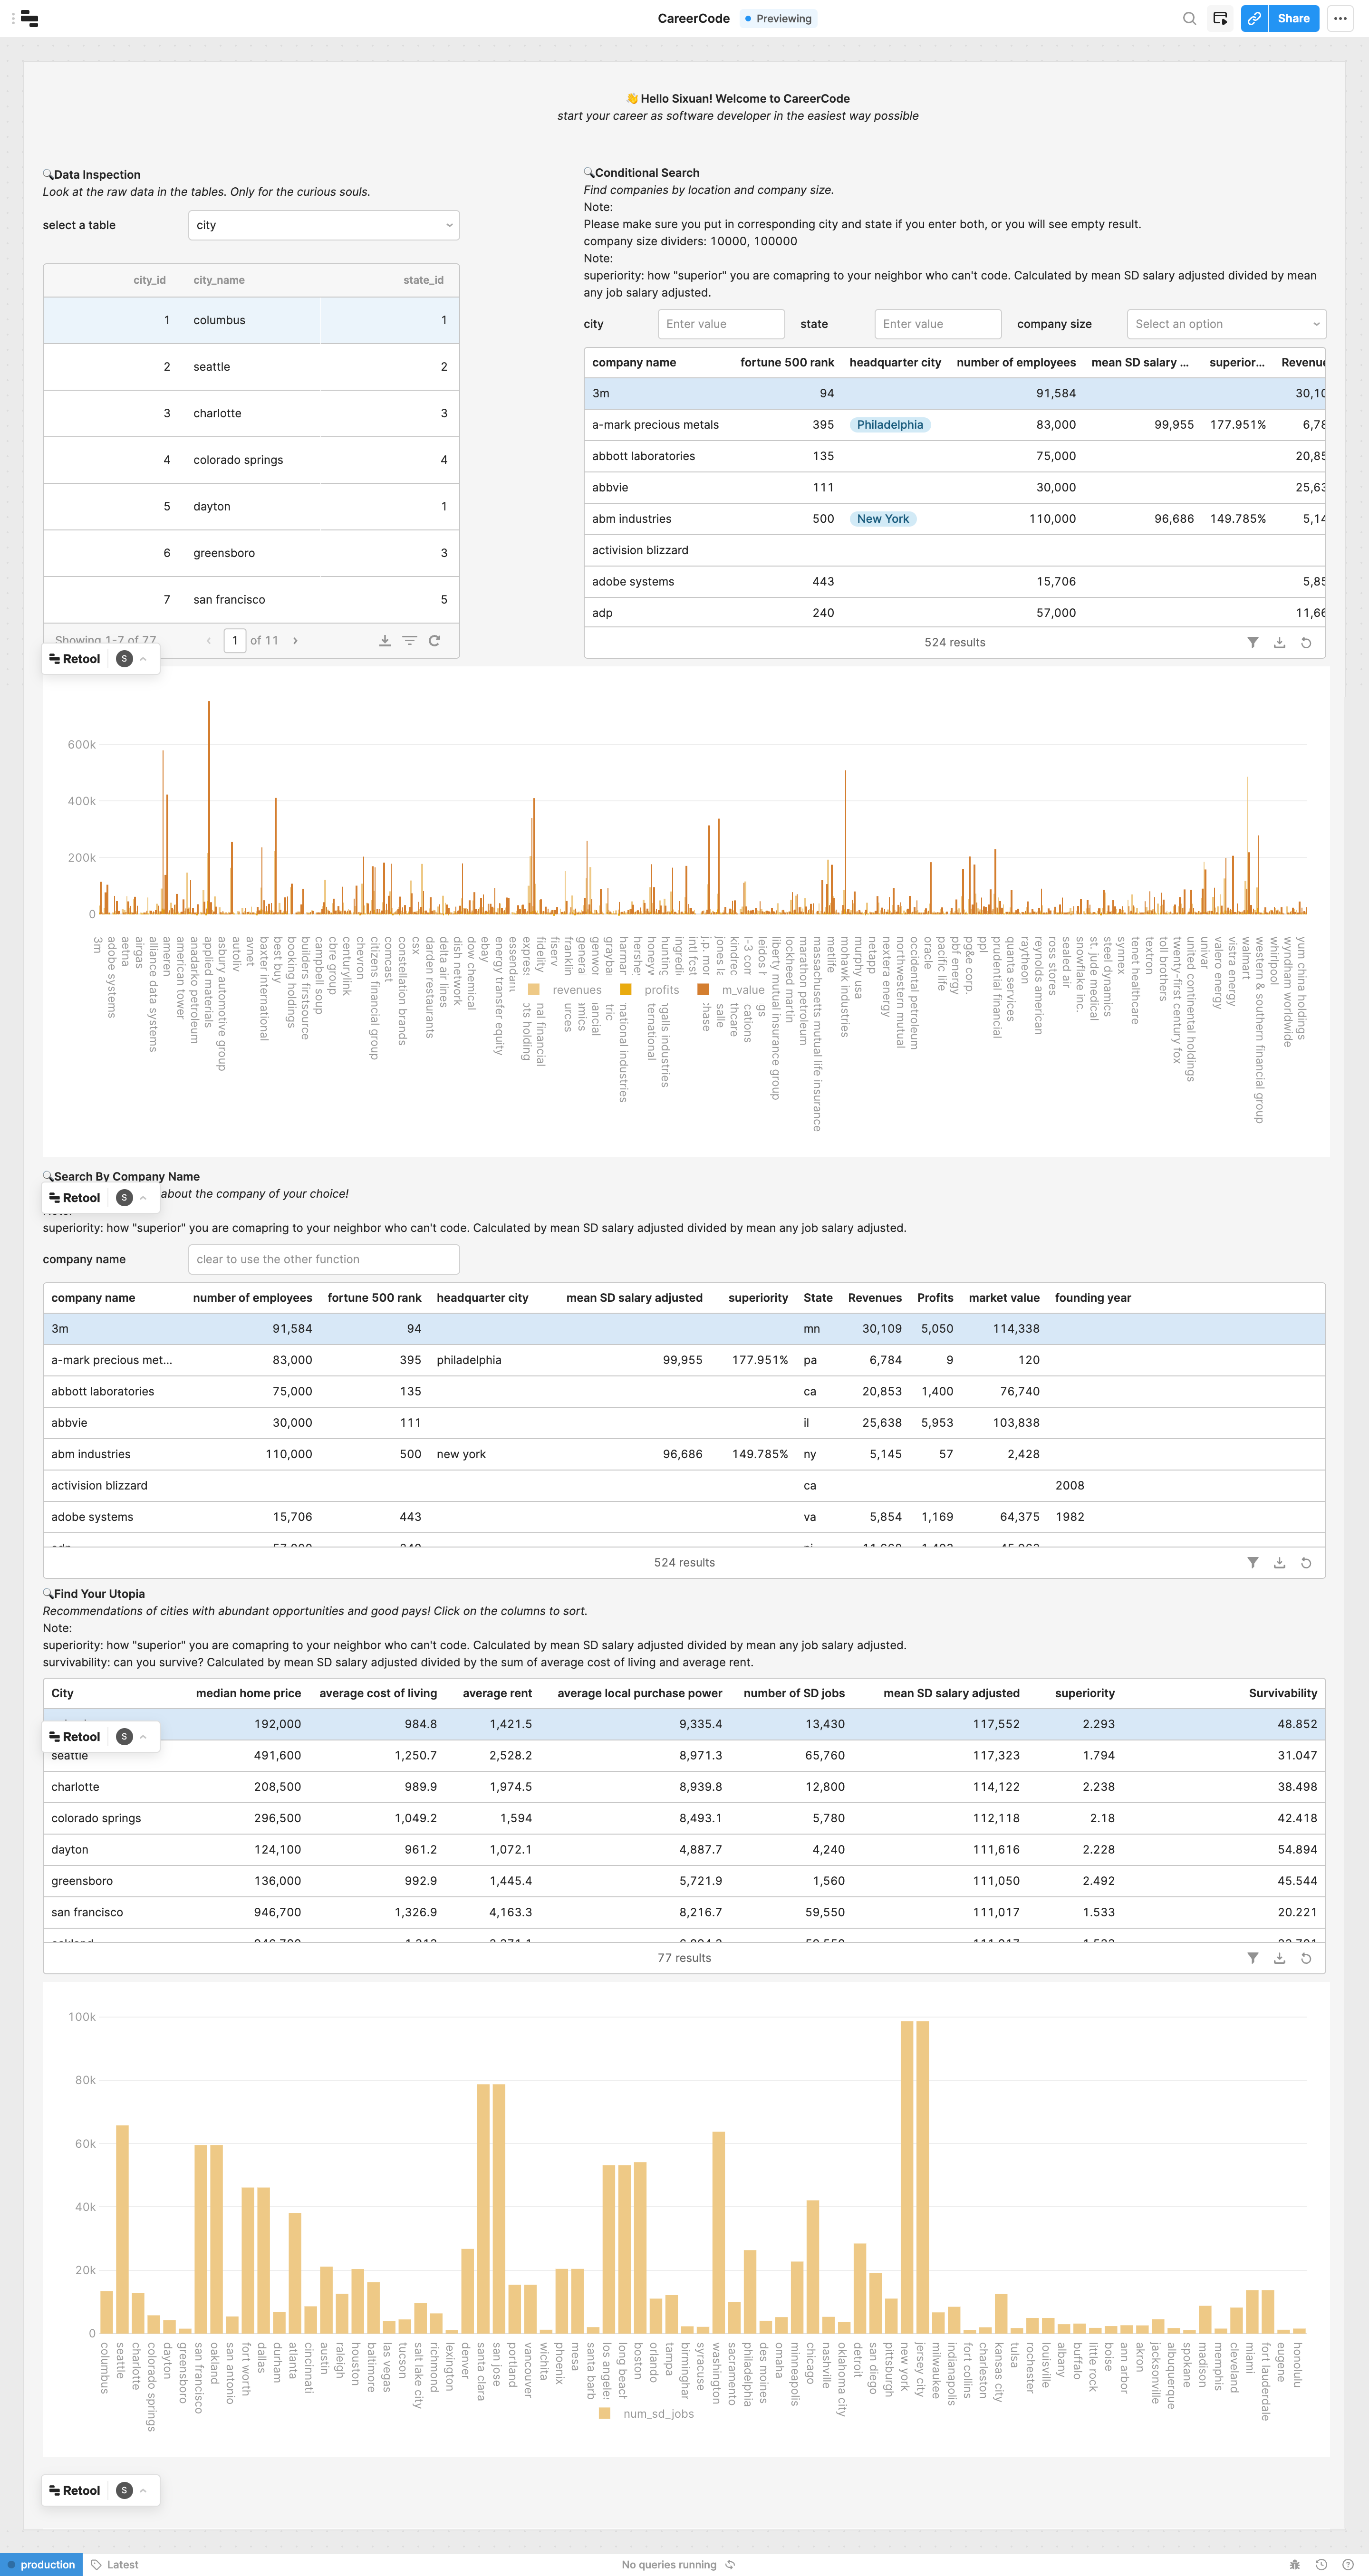 CareerCode
Previewing
Share
👋 Hello Sixuan! Welcome to CareerCode
start your career as software developer in the easiest way possible
🔍Data Inspection
Look at the raw data in the tables. Only for the curious souls.
select a table
city
city_id city_name state_id
1 columbus 1
2 seattle 2
3 charlotte 3
4 colorado springs 4
5 dayton 1
6 greensboro 3
7 san francisco 5
Showing 1-7 of 77
1 of 11
🔍Conditional Search
Find companies by location and company size.
Note:
Please make sure you put in corresponding city and state if you enter both, or you will see empty result.
company size dividers: 10000, 100000
Note:
superiority: how "superior" you are comapring to your neighbor who can't code. Calculated by mean SD salary adjusted divided by mean
any job salary adjusted.
city Enter value state Enter value company size Select an option
company name fortune 500 rank headquarter city number of employees mean SD salary ... superior... Revenue
3m 94 91,584 30,10
a-mark precious metals 395 Philadelphia 83,000 99,955 177.951% 6,78
abbott laboratories 135 75,000 20,85
abbvie 111 30,000 25,63
abm industries 500 New York 110,000 96,686 149.785% 5,14
activision blizzard
adobe systems 443 15,706 5,85
adp 240 57,000 11,66
524 results
Retool S
600k
400k
200k
0
3m
adobe systems
aetna
airgas
alliance data systems
ameren
american tower
anadarko petroleum
applied materials
asbury automotive group
autoliv
avnet
baxter international
best buy
booking holdings
builders firstsource
campbell soup
cbre group
centurylink
chevron
citizens financial group
comcast
constellation brands
csx
darden restaurants
delta air lines
dish network
dow chemical
ebay
energy transfer equity
liberty mutual insurance group
lockheed martin
marathon petroleum
massachusetts mutual life insurance
metlife
mohawk industries
murphy usa
netapp
nextera energy
northwestern mutual
occidental petroleum
oracle
pacific life
pbf energy
pg&e corp.
ppl
prudential financial
quanta services
raytheon
reynolds american
ross stores
sealed air
snowflake inc.
st. jude medical
steel dynamics
synnex
tenet healthcare
textron
toll brothers
twenty-first century fox
united continental holdings
univar
valero energy
vistra energy
walmart
western & southern financial group
whirlpool
wyndham worldwide
yum china holdings
revenues profits m_value
🔍Search By Company Name
about the company of your choice!
Retool S
superiority: how "superior" you are comapring to your neighbor who can't code. Calculated by mean SD salary adjusted divided by mean any job salary adjusted.
company name clear to use the other function
company name number of employees fortune 500 rank headquarter city mean SD salary adjusted superiority State Revenues Profits market value founding year
3m 91,584 94 mn 30,109 5,050 114,338
a-mark precious met... 83,000 395 philadelphia 99,955 177.951% pa 6,784 9 120
abbott laboratories 75,000 135 ca 20,853 1,400 76,740
abbvie 30,000 111 il 25,638 5,953 103,838
abm industries 110,000 500 new york 96,686 149.785% ny 5,145 57 2,428
activision blizzard ca 2008
adobe systems 15,706 443 va 5,854 1,169 64,375 1982
524 results
🔍Find Your Utopia
Recommendations of cities with abundant opportunities and good pays! Click on the columns to sort.
Note:
superiority: how "superior" you are comapring to your neighbor who can't code. Calculated by mean SD salary adjusted divided by mean any job salary adjusted.
survivability: can you survive? Calculated by mean SD salary adjusted divided by the sum of average cost of living and average rent.
City median home price average cost of living average rent average local purchase power number of SD jobs mean SD salary adjusted superiority Survivability
192,000 984.8 1,421.5 9,335.4 13,430 117,552 2.293 48.852
Retool S
seattle 491,600 1,250.7 2,528.2 8,971.3 65,760 117,323 1.794 31.047
charlotte 208,500 989.9 1,974.5 8,939.8 12,800 114,122 2.238 38.498
colorado springs 296,500 1,049.2 1,594 8,493.1 5,780 112,118 2.18 42.418
dayton 124,100 961.2 1,072.1 4,887.7 4,240 111,616 2.228 54.894
greensboro 136,000 992.9 1,445.4 5,721.9 1,560 111,050 2.492 45.544
san francisco 946,700 1,326.9 4,163.3 8,216.7 59,550 111,017 1.533 20.221
77 results
100k
80k
60k
40k
20k
0
columbus
seattle
charlotte
colorado springs
dayton
greensboro
san francisco
oakland
san antonio
fort worth
dallas
durham
atlanta
cincinnati
austin
raleigh
houston
baltimore
las vegas
tucson
salt lake city
richmond
lexington
denver
santa clara
san jose
portland
vancouver
wichita
phoenix
mesa
santa barb
los angeles
long beach
boston
orlando
tampa
birminghar
syracuse
washington
sacramento
philadelphia
des moines
omaha
minneapolis
chicago
nashville
oklahoma city
detroit
san diego
pittsburgh
new york
jersey city
milwaukee
indianapolis
fort collins
charleston
kansas city
tulsa
rochester
louisville
albany
buffalo
little rock
boise
ann arbor
akron
jacksonville
albuquerque
spokane
madison
memphis
cleveland
miami
fort lauderdale
eugene
honolulu
num_sd_jobs
Retool S
production Latest No queries running